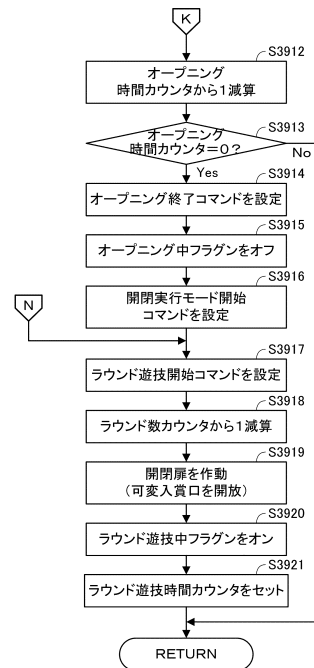 K
S3912
オープニング
時間カウンタから1減算
S3913
オープニング
時間カウンタ=0?
No
Yes
S3914
オープニング終了コマンドを設定
S3915
オープニング中フラグンをオフ
S3916
開閉実行モード開始
コマンドを設定
N
S3917
ラウンド遊技開始コマンドを設定
S3918
ラウンド数カウンタから1減算
S3919
開閉扉を作動
(可変入賞口を開放)
S3920
ラウンド遊技中フラグンをオン
S3921
ラウンド遊技時間カウンタをセット
RETURN